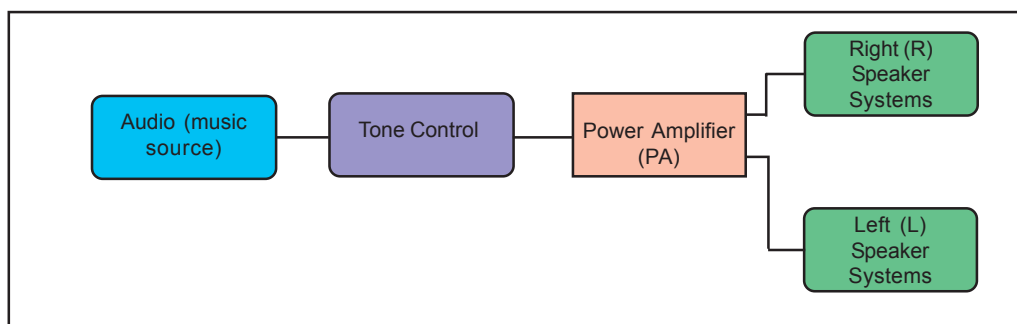 Audio (music
source)
Tone Control
Power Amplifier
(PA)
Right (R)
Speaker
Systems
Left (L)
Speaker
Systems